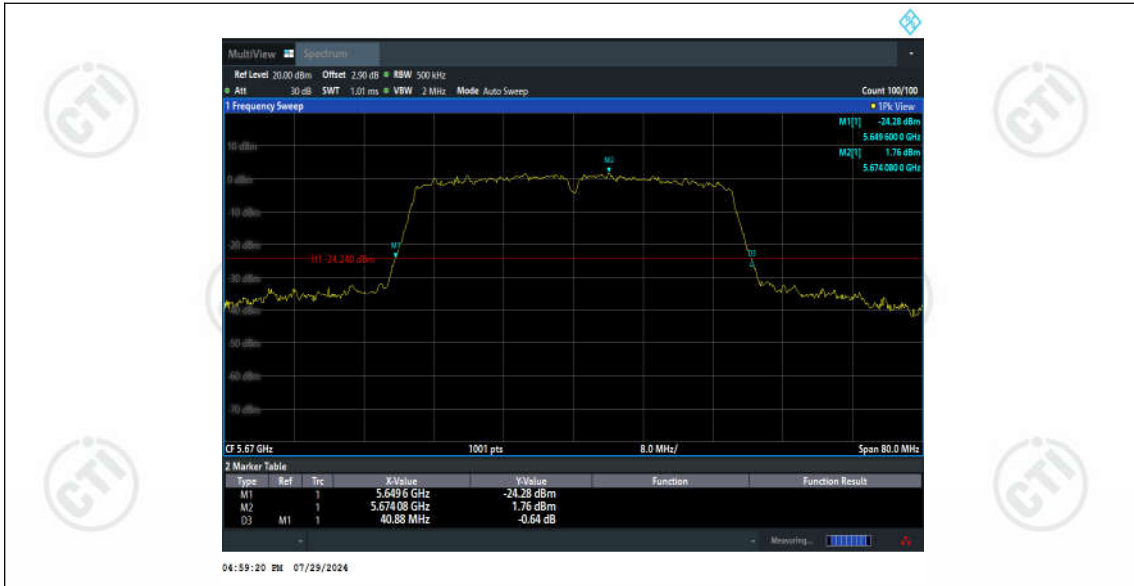 MultiView Spectrum
Ref Level 20.00 dBm Offset 2.90 dB RBW 500 kHz
Att 30 dB SWT 1.01 ms VBW 2 MHz Mode Auto Sweep Count 100/100
1 Frequency Sweep 1Pk View
M1[1] -24.28 dBm
5.649 600 0 GHz
M2[1] 1.76 dBm
5.674 080 0 GHz
10 dBm
M2
0 dBm
-10 dBm
-20 dBm
M1
D3
H1 -24.240 dBm
-30 dBm
-40 dBm
-50 dBm
-60 dBm
-70 dBm
CF 5.67 GHz 1001 pts 8.0 MHz/ Span 80.0 MHz
2 Marker Table
Type Ref Trc X-Value Y-Value Function Function Result
M1 1 5.6496 GHz -24.28 dBm
M2 1 5.67408 GHz 1.76 dBm
D3 M1 1 40.88 MHz -0.64 dB
Measuring...
04:59:20 PM 07/29/2024
CTI
CTI
CTI
CTI